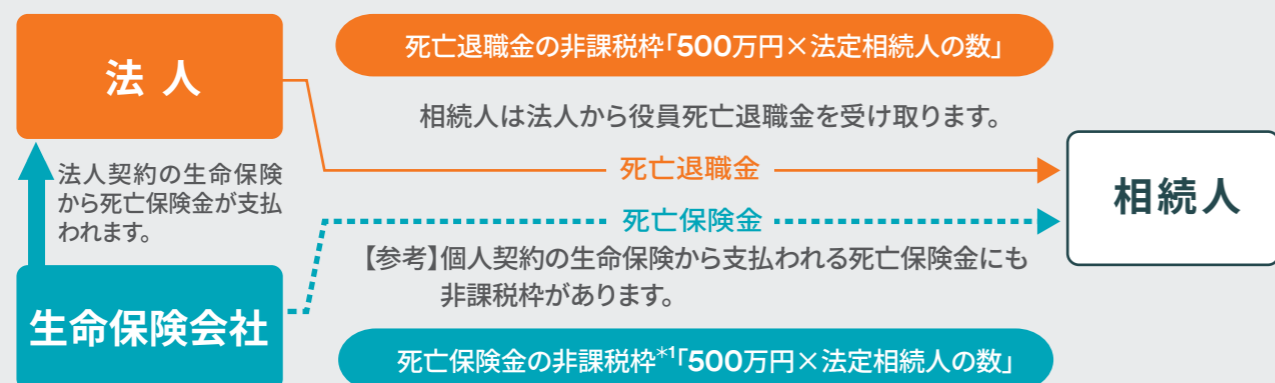 法人
死亡退職金の非課税枠「500万円×法定相続人の数」
相続人は法人から役員死亡退職金を受け取ります。
法人契約の生命保険
から死亡保険金が支払
われます。
死亡退職金
相続人
死亡保険金
【参考】個人契約の生命保険から支払われる死亡保険金にも
非課税枠があります。
生命保険会社
死亡保険金の非課税枠*1「500万円×法定相続人の数」